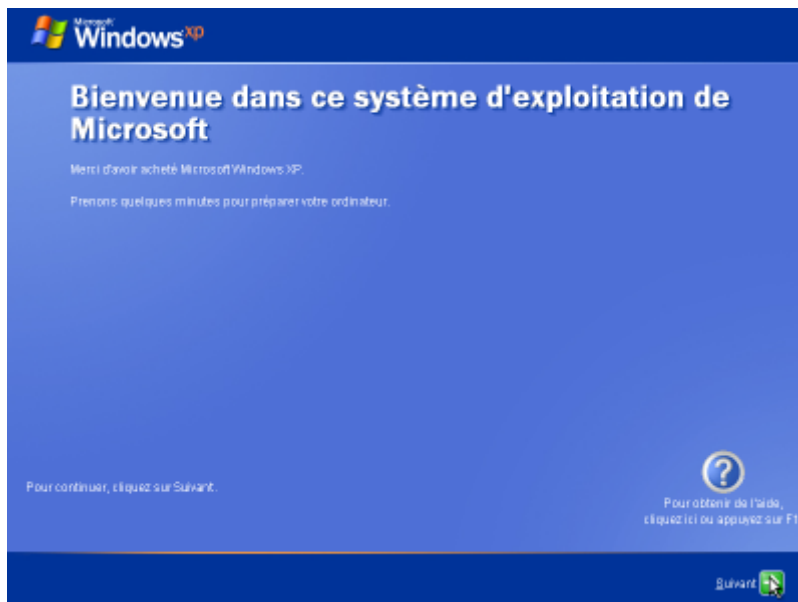 Microsoft
Windows xp
Bienvenue dans ce système d'exploitation de
Microsoft
Merci d'avoir acheté Microsoft Windows XP.
Prenons quelques minutes pour préparer votre ordinateur.
Pour continuer, cliquez sur Suivant.
Pour obtenir de l'aide,
cliquez ici ou appuyez sur F1
Suivant